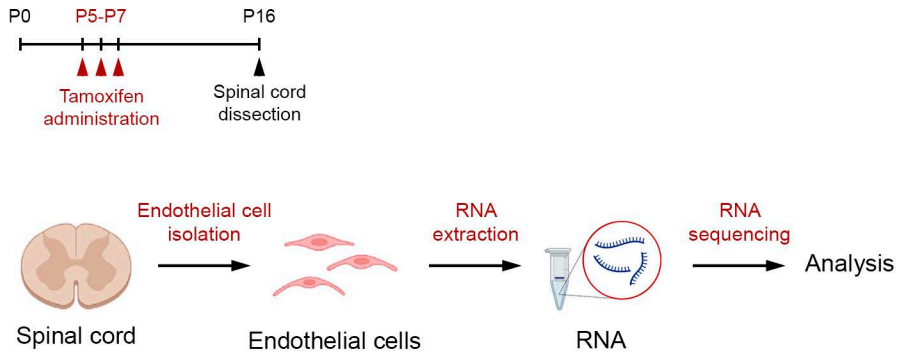 P0 P5-P7 P16
Tamoxifen
administration
Spinal cord
dissection
Endothelial cell
isolation
RNA
extraction
RNA
sequencing
Analysis
Spinal cord
Endothelial cells
RNA